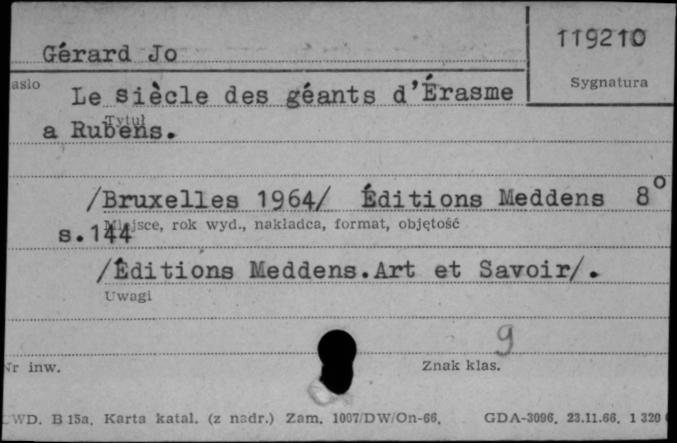 119210
Gérard Jo
Sygnatura
asło
Le siècle des géants d'Érasme
a Rubens.
Tytuł
/Bruxelles 1964/ Éditions Meddens 8°
Miejsce, rok wyd., nakładca, format, objętość
s.144
/Éditions Meddens.Art et Savoir/.
Uwagi
9
Nr inw.
Znak klas.
CWD. B 15a. Karta katal. (z nadr.) Zam. 1007/DW/On-66. GDA-3096. 23.11.66. 1 320